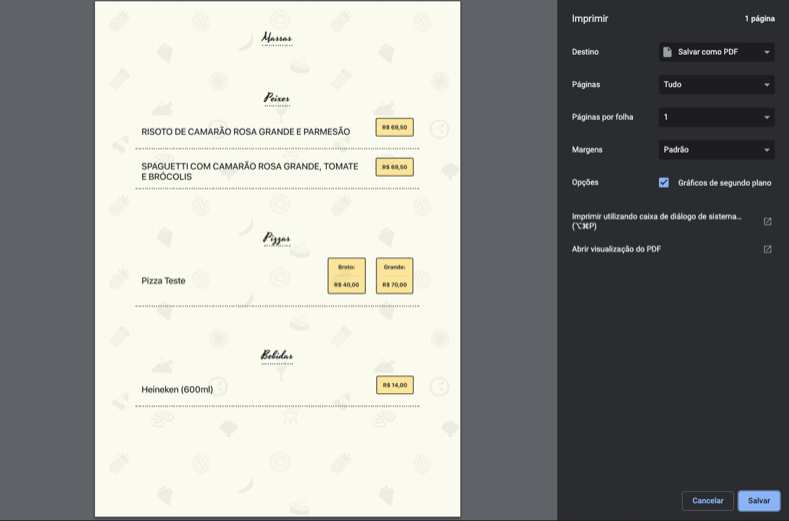 Massas
Peixes
RISOTO DE CAMARÃO ROSA GRANDE E PARMESÃO
R$ 69,50
SPAGUETTI COM CAMARÃO ROSA GRANDE, TOMATE
E BRÓCOLIS
R$ 69,50
Pizzas
Pizza Teste
Broto:
R$ 40,00
Grande:
R$ 70,00
Bebidas
Heineken (600ml)
R$ 14,00
Imprimir
1 página
Destino
Salvar como PDF
Páginas
Tudo
Páginas por folha
1
Margens
Padrão
Opções
Gráficos de segundo plano
Imprimir utilizando caixa de diálogo de sistema...
(⌥⌘P)
Abrir visualização do PDF
Cancelar
Salvar